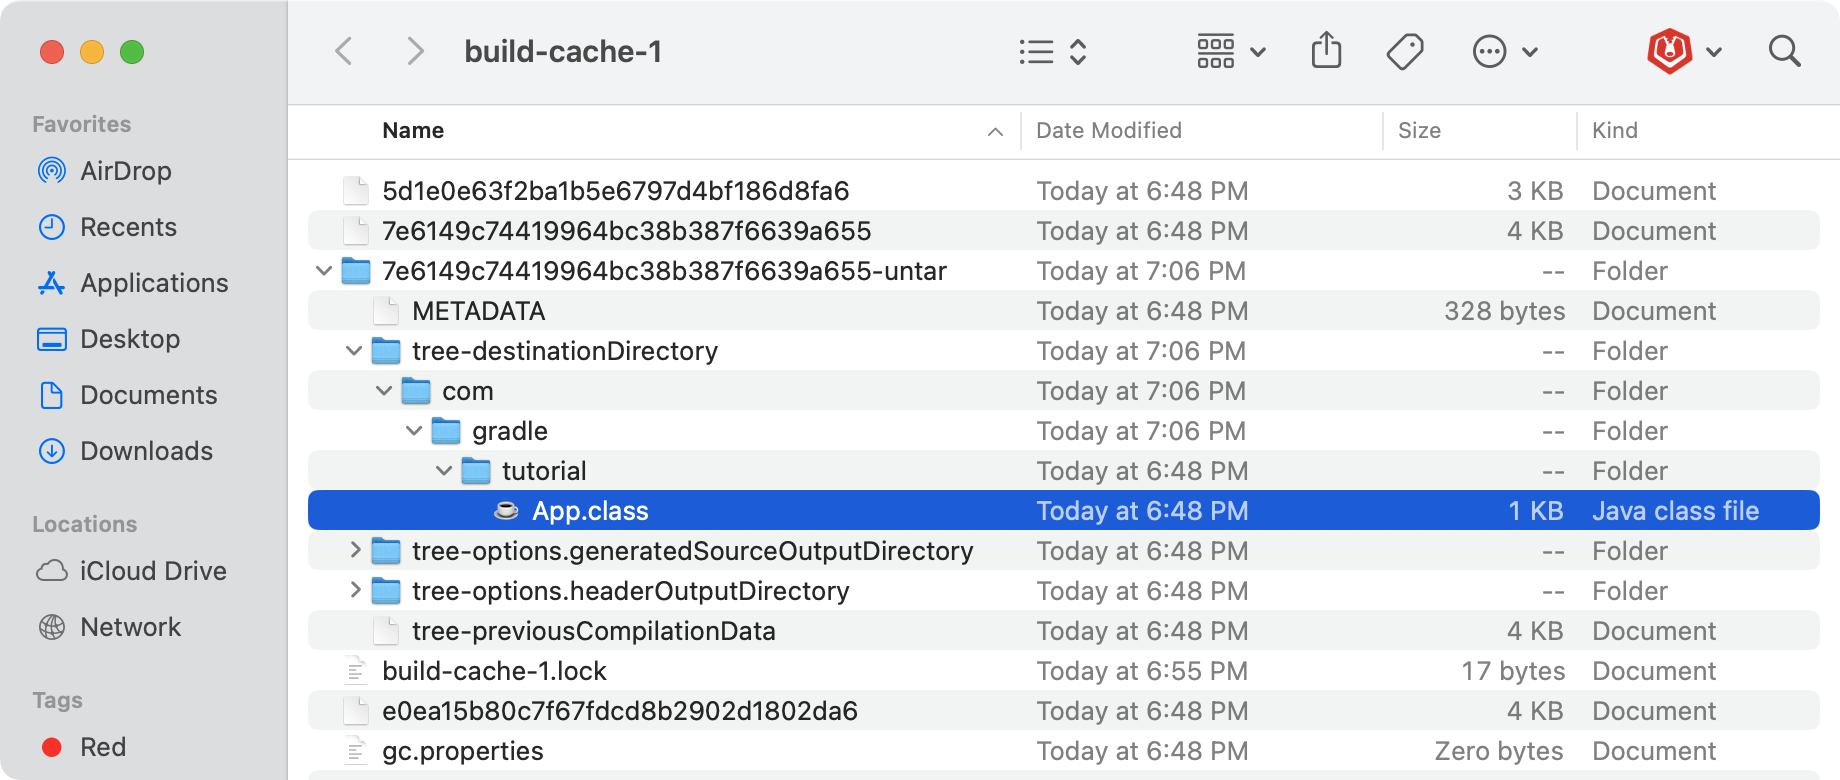 build-cache-1
Favorites
AirDrop
Recents
Applications
Desktop
Documents
Downloads
Locations
iCloud Drive
Network
Tags
Red
Name Date Modified Size Kind
5d1e0e63f2ba1b5e6797d4bf186d8fa6 Today at 6:48 PM 3 KB Document
7e6149c74419964bc38b387f6639a655 Today at 6:48 PM 4 KB Document
7e6149c74419964bc38b387f6639a655-untar Today at 7:06 PM -- Folder
METADATA Today at 6:48 PM 328 bytes Document
tree-destinationDirectory Today at 7:06 PM -- Folder
com Today at 7:06 PM -- Folder
gradle Today at 7:06 PM -- Folder
tutorial Today at 6:48 PM -- Folder
App.class Today at 6:48 PM 1 KB Java class file
tree-options.generatedSourceOutputDirectory Today at 6:48 PM -- Folder
tree-options.headerOutputDirectory Today at 6:48 PM -- Folder
tree-previousCompilationData Today at 6:48 PM 4 KB Document
build-cache-1.lock Today at 6:55 PM 17 bytes Document
e0ea15b80c7f67fdcd8b2902d1802da6 Today at 6:48 PM 4 KB Document
gc.properties Today at 6:48 PM Zero bytes Document